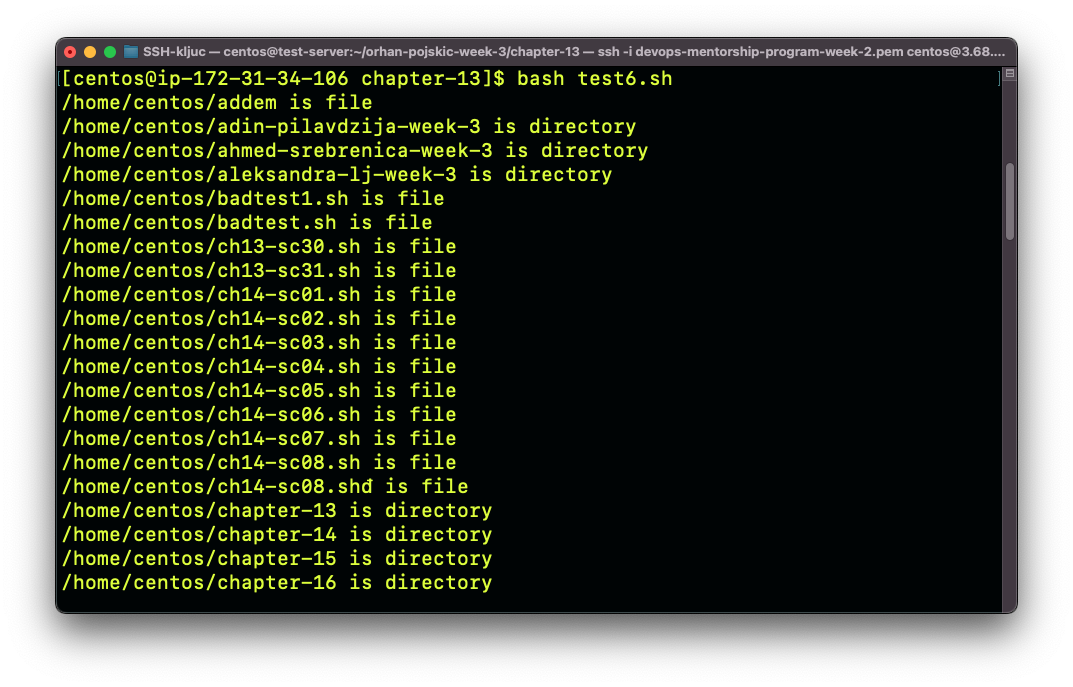 SSH-kljuc — centos@test-server:~/orhan-pojskic-week-3/chapter-13 — ssh -i devops-mentorship-program-week-2.pem centos@3.68....
[[centos@ip-172-31-34-106 chapter-13]$ bash test6.sh ]
/home/centos/addem is file
/home/centos/adin-pilavdzija-week-3 is directory
/home/centos/ahmed-srebrenica-week-3 is directory
/home/centos/aleksandra-lj-week-3 is directory
/home/centos/badtest1.sh is file
/home/centos/badtest.sh is file
/home/centos/ch13-sc30.sh is file
/home/centos/ch13-sc31.sh is file
/home/centos/ch14-sc01.sh is file
/home/centos/ch14-sc02.sh is file
/home/centos/ch14-sc03.sh is file
/home/centos/ch14-sc04.sh is file
/home/centos/ch14-sc05.sh is file
/home/centos/ch14-sc06.sh is file
/home/centos/ch14-sc07.sh is file
/home/centos/ch14-sc08.sh is file
/home/centos/ch14-sc08.shđ is file
/home/centos/chapter-13 is directory
/home/centos/chapter-14 is directory
/home/centos/chapter-15 is directory
/home/centos/chapter-16 is directory